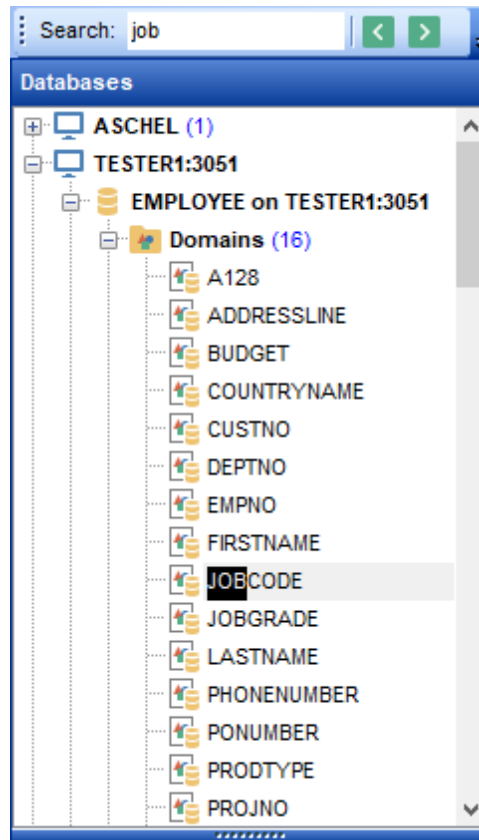 Search: job
Databases
ASCHEL (1)
TESTER1:3051
EMPLOYEE on TESTER1:3051
Domains (16)
A128
ADDRESSLINE
BUDGET
COUNTRYNAME
CUSTNO
DEPTNO
EMPNO
FIRSTNAME
JOBCODE
JOBGRADE
LASTNAME
PHONENUMBER
PONUMBER
PRODTYPE
PROJNO